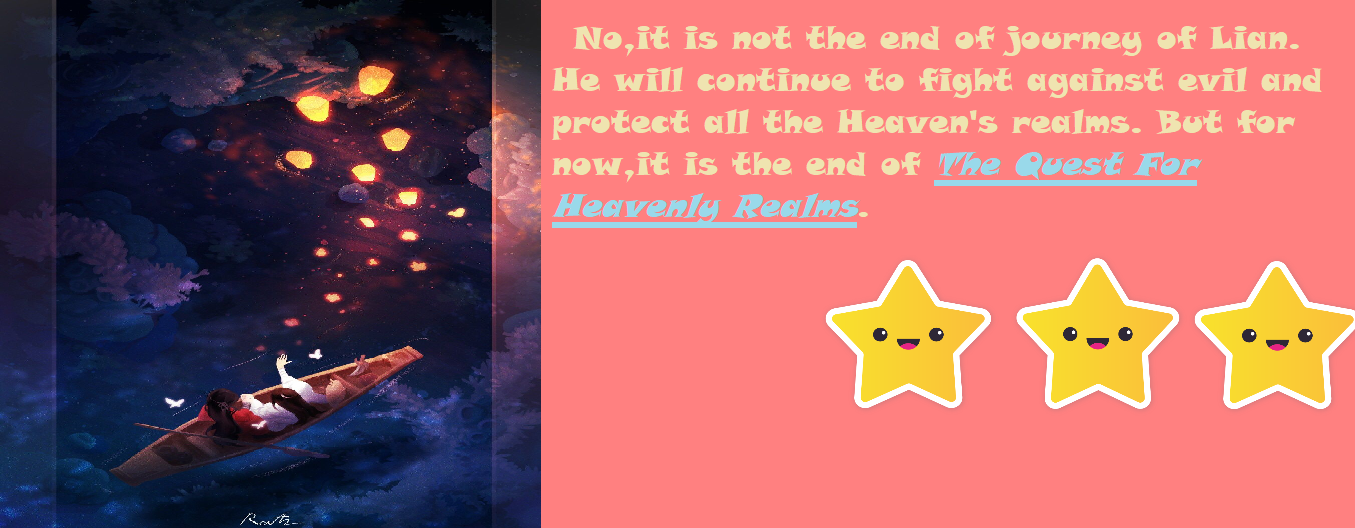 No,it is not the end of journey of Lian.
He will continue to fight against evil and
protect all the Heaven's realms. But for
now,it is the end of The Quest For
Heavenly Realms.